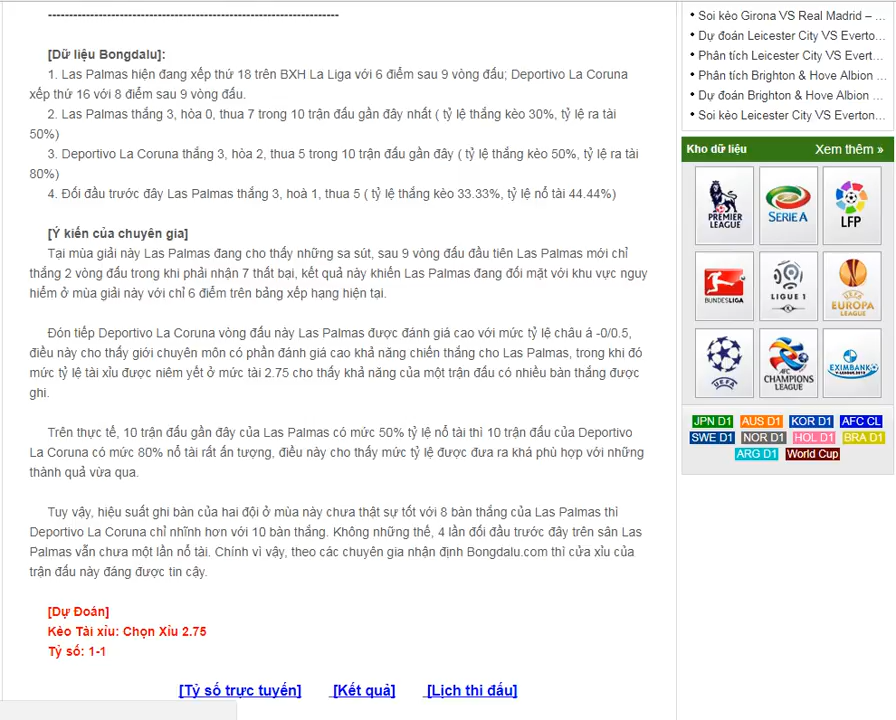 --------------------------------------------------------------------
[Dữ liệu Bongdalu]:
1. Las Palmas hiện đang xếp thứ 18 trên BXH La Liga với 6 điểm sau 9 vòng đấu; Deportivo La Coruna
xếp thứ 16 với 8 điểm sau 9 vòng đấu.
2. Las Palmas thắng 3, hòa 0, thua 7 trong 10 trận đấu gần đây nhất ( tỷ lệ thắng kèo 30%, tỷ lệ ra tài
50%)
3. Deportivo La Coruna thắng 3, hòa 2, thua 5 trong 10 trận đấu gần đây ( tỷ lệ thắng kèo 50%, tỷ lệ ra tài
80%)
4. Đối đầu trước đây Las Palmas thắng 3, hoà 1, thua 5 ( tỷ lệ thắng kèo 33.33%, tỷ lệ nổ tài 44.44%)
[Ý kiến của chuyên gia]
Tại mùa giải này Las Palmas đang cho thấy những sa sút, sau 9 vòng đấu đầu tiên Las Palmas mới chỉ
thắng 2 vòng đấu trong khi phải nhận 7 thất bại, kết quả này khiến Las Palmas đang đối mặt với khu vực nguy
hiểm ở mùa giải này với chỉ 6 điểm trên bảng xếp hang hiện tại.
Đón tiếp Deportivo La Coruna vòng đấu này Las Palmas được đánh giá cao với mức tỷ lệ châu á -0/0.5,
điều này cho thấy giới chuyên môn có phần đánh giá cao khả năng chiến thắng cho Las Palmas, trong khi đó
mức tỷ lệ tài xỉu được niêm yết ở mức tài 2.75 cho thấy khả năng của một trận đấu có nhiều bàn thắng được
ghi.
Trên thực tế, 10 trận đấu gần đây của Las Palmas có mức 50% tỷ lệ nổ tài thì 10 trận đấu của Deportivo
La Coruna có mức 80% nổ tài rất ấn tượng, điều này cho thấy mức tỷ lệ được đưa ra khá phù hợp với những
thành quả vừa qua.
Tuy vậy, hiệu suất ghi bàn của hai đội ở mùa này chưa thật sự tốt với 8 bàn thắng của Las Palmas thì
Deportivo La Coruna chỉ nhỉnh hơn với 10 bàn thắng. Không những thế, 4 lần đối đầu trước đây trên sân Las
Palmas vẫn chưa một lần nổ tài. Chính vì vậy, theo các chuyên gia nhận định Bongdalu.com thì cửa xỉu của
trận đấu này đáng được tin cậy.
[Dự Đoán]
Kèo Tài xỉu: Chọn Xỉu 2.75
Tỷ số: 1-1
[Tỷ số trực tuyến] [Kết quả] [Lịch thi đấu]
• Soi kèo Girona VS Real Madrid – ...
• Dự đoán Leicester City VS Everto...
• Phân tích Leicester City VS Evert...
• Phân tích Brighton & Hove Albion ...
• Dự đoán Brighton & Hove Albion ...
• Soi kèo Leicester City VS Everton...
Kho dữ liệu Xem thêm »
PREMIER LEAGUE
SERIE A
LFP
BUNDESLIGA
LIGUE 1
UEFA EUROPA LEAGUE
UEFA
AFC CHAMPIONS LEAGUE
EXIMBANK
JPN D1 AUS D1 KOR D1 AFC CL
SWE D1 NOR D1 HOL D1 BRA D1
ARG D1 World Cup